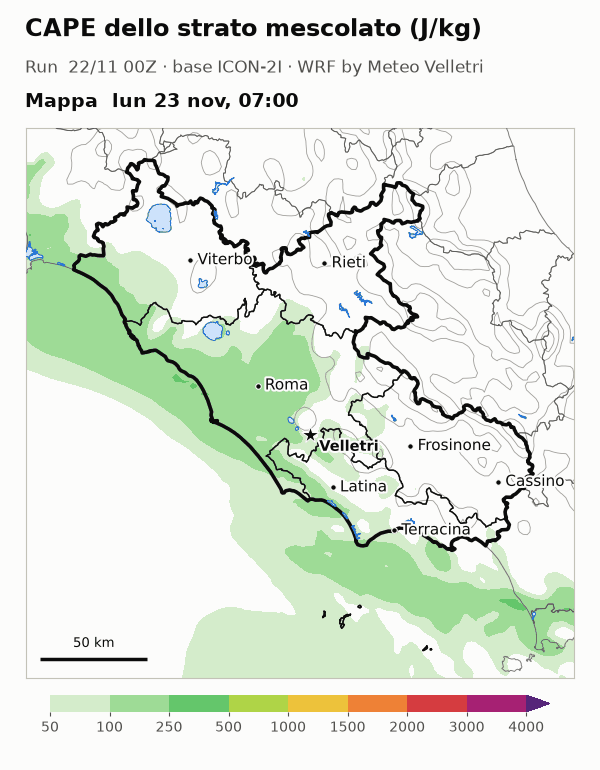 CAPE dello strato mescolato (J/kg)
Run  22/11 00Z · base ICON-2I · WRF by Meteo Velletri
Mappa  lun 23 nov, 07:00
Viterbo
Rieti
Roma
Velletri
Frosinone
Latina
Cassino
Terracina
50 km
50 100 250 500 1000 1500 2000 3000 4000